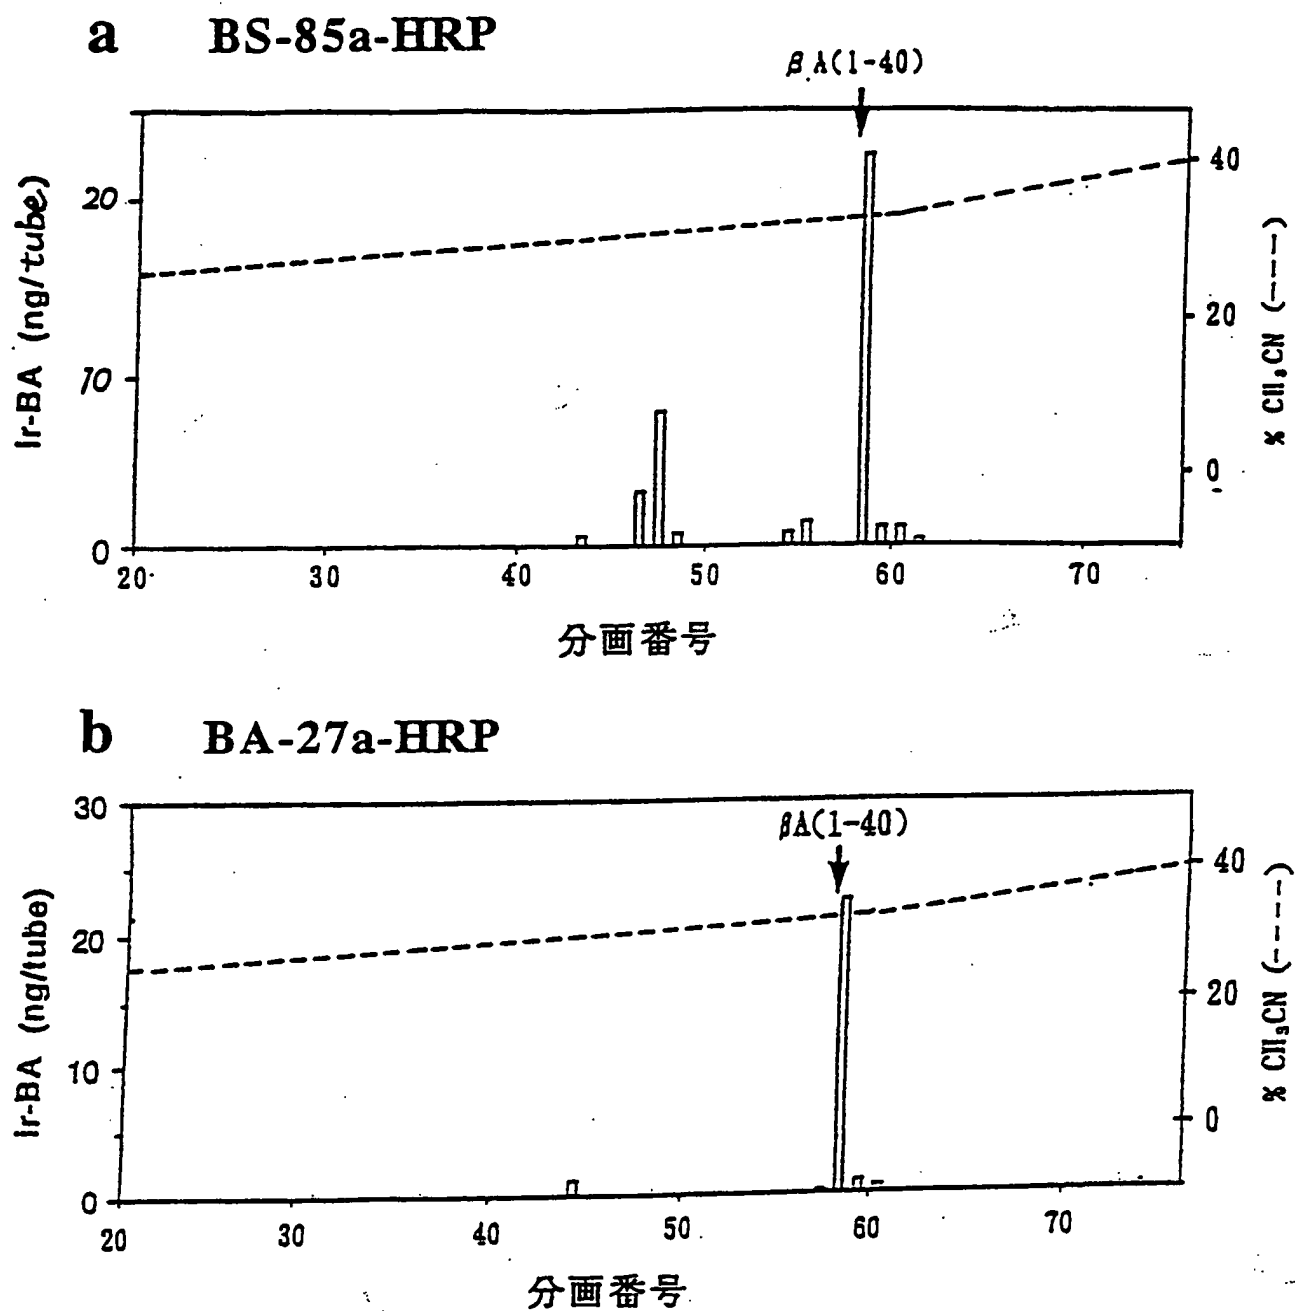 a BS-85a-HRP
βA(1-40)
20
10
0
Ir-BA (ng/tube)
40
20
0
% CH₃CN (----)
20 30 40 50 60 70
分画番号
b BA-27a-HRP
βA(1-40)
30
20
10
0
Ir-BA (ng/tube)
40
20
0
% CH₃CN (----)
20 30 40 50 60 70
分画番号